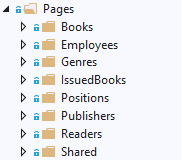 Pages
Books
Employees
Genres
IssuedBooks
Positions
Publishers
Readers
Shared